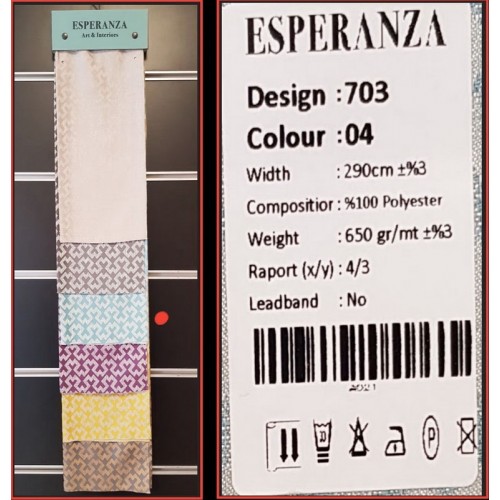 ESPERANZA
Art & Interiors
ESPERANZA
Design :703
Colour :04
Width : 290cm ±%3
Compositior : %100 Polyester
Weight : 650 gr/mt ±%3
Raport (x/y) : 4/3
Leadband : No
A021
P